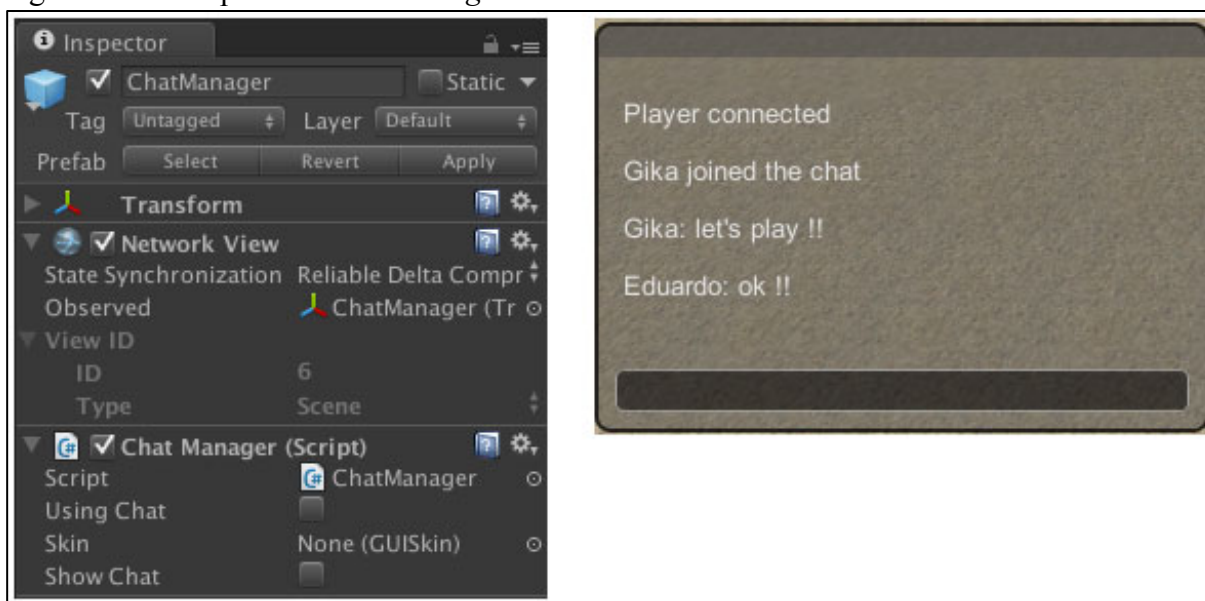 Inspector
ChatManager Static
Tag Untagged Layer Default
Prefab Select Revert Apply
Transform
Network View
State Synchronization Reliable Delta Compr
Observed ChatManager (Tr
View ID
ID 6
Type Scene
Chat Manager (Script)
Script ChatManager
Using Chat
Skin None (GUISkin)
Show Chat
Player connected
Gika joined the chat
Gika: let's play !!
Eduardo: ok !!